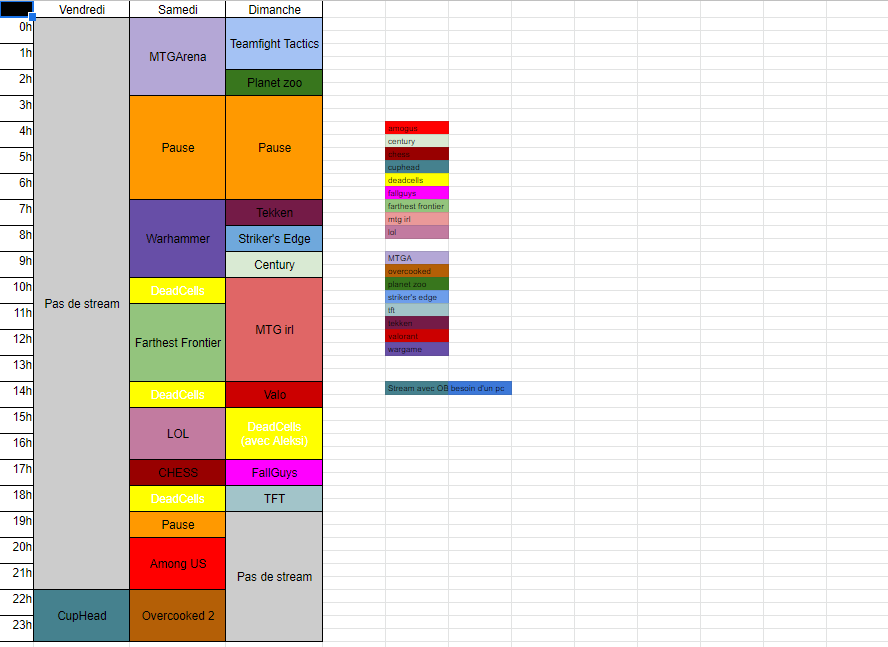 Vendredi Samedi Dimanche
0h
1h
2h
3h
4h
5h
6h
7h
8h
9h
10h
11h
12h
13h
14h
15h
16h
17h
18h
19h
20h
21h
22h
23h
Pas de stream
CupHead
MTGArena
Pause
Warhammer
DeadCells
Farthest Frontier
DeadCells
LOL
CHESS
DeadCells
Pause
Among US
Overcooked 2
Teamfight Tactics
Planet zoo
Pause
Tekken
Striker's Edge
Century
MTG irl
Valo
DeadCells
(avec Aleksi)
FallGuys
TFT
Pas de stream
amogus
century
chess
cuphead
deadcells
fallguys
farthest frontier
mtg irl
lol
MTGA
overcooked
planet zoo
striker's edge
tft
tekken
valorant
wargame
Stream avec OB besoin d'un pc